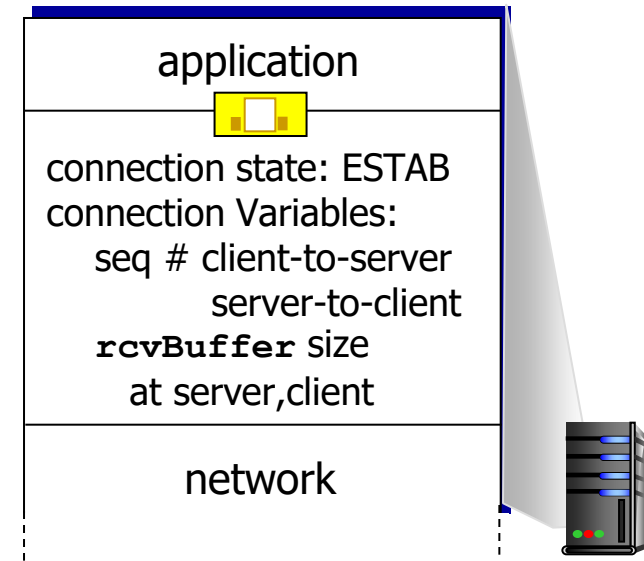 application
connection state: ESTAB
connection Variables:
seq # client-to-server
server-to-client
rcvBuffer size
at server,client
network